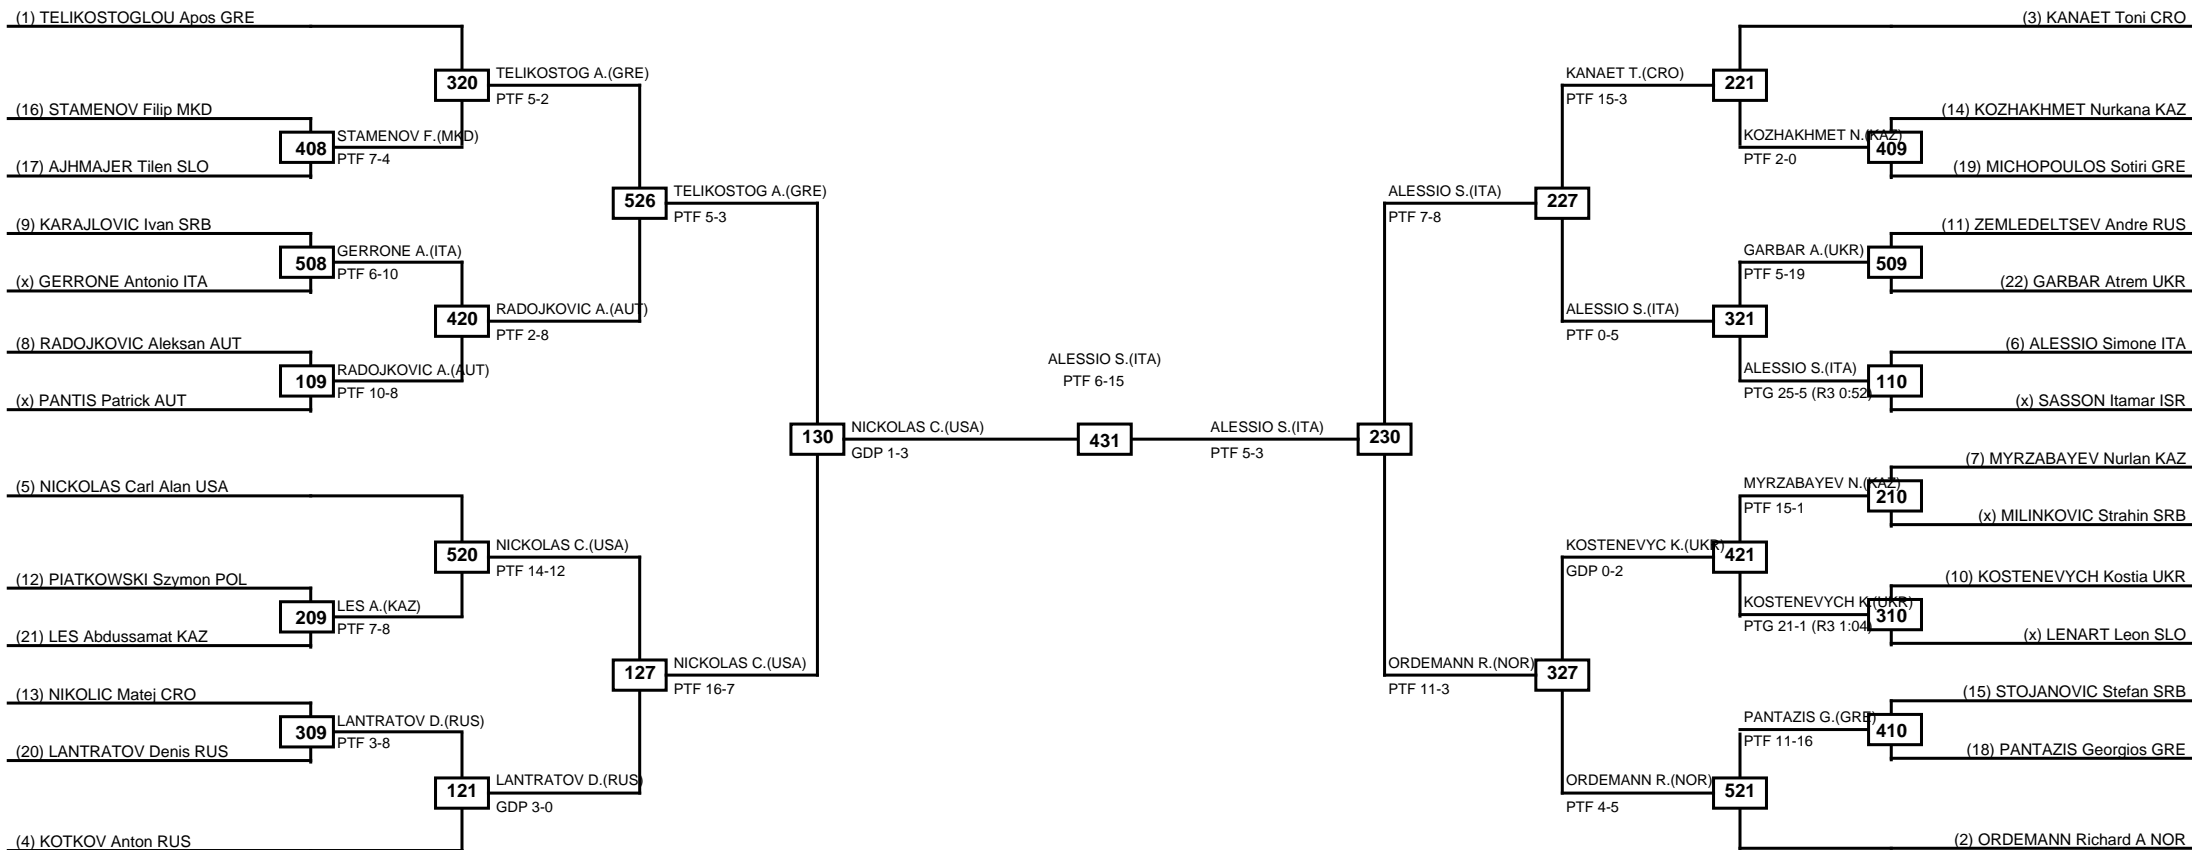 (1) TELIKOSTOGLOU Apos GRE
(3) KANAET Toni CRO
320
TELIKOSTOG A.(GRE)
PTF 5-2
KANAET T.(CRO)
PTF 15-3
221
(16) STAMENOV Filip MKD
408
STAMENOV F.(MKD)
PTF 7-4
(17) AJHMAJER Tilen SLO
(14) KOZHAKHMET Nurkana KAZ
KOZHAKHMET N.(KAZ)
PTF 2-0
409
(19) MICHOPOULOS Sotiri GRE
526
TELIKOSTOG A.(GRE)
PTF 5-3
ALESSIO S.(ITA)
PTF 7-8
227
(9) KARAJLOVIC Ivan SRB
508
GERRONE A.(ITA)
PTF 6-10
(x) GERRONE Antonio ITA
(11) ZEMLEDELTSEV Andre RUS
GARBAR A.(UKR)
PTF 5-19
509
(22) GARBAR Atrem UKR
420
RADOJKOVIC A.(AUT)
PTF 2-8
ALESSIO S.(ITA)
PTF 0-5
321
(8) RADOJKOVIC Aleksan AUT
109
RADOJKOVIC A.(AUT)
PTF 10-8
(x) PANTIS Patrick AUT
ALESSIO S.(ITA)
PTF 6-15
(6) ALESSIO Simone ITA
ALESSIO S.(ITA)
PTG 25-5 (R3 0:52)
110
(x) SASSON Itamar ISR
130
NICKOLAS C.(USA)
GDP 1-3
431
ALESSIO S.(ITA)
PTF 5-3
230
(5) NICKOLAS Carl Alan USA
(7) MYRZABAYEV Nurlan KAZ
MYRZABAYEV N.(KAZ)
PTF 15-1
210
(x) MILINKOVIC Strahin SRB
520
NICKOLAS C.(USA)
PTF 14-12
KOSTENEVYC K.(UKR)
GDP 0-2
421
(12) PIATKOWSKI Szymon POL
209
LES A.(KAZ)
PTF 7-8
(21) LES Abdussamat KAZ
(10) KOSTENEVYCH Kostia UKR
KOSTENEVYCH K.(UKR)
PTG 21-1 (R3 1:04)
310
(x) LENART Leon SLO
127
NICKOLAS C.(USA)
PTF 16-7
ORDEMANN R.(NOR)
PTF 11-3
327
(13) NIKOLIC Matej CRO
309
LANTRATOV D.(RUS)
PTF 3-8
(20) LANTRATOV Denis RUS
(15) STOJANOVIC Stefan SRB
PANTAZIS G.(GRE)
PTF 11-16
410
(18) PANTAZIS Georgios GRE
121
LANTRATOV D.(RUS)
GDP 3-0
ORDEMANN R.(NOR)
PTF 4-5
521
(4) KOTKOV Anton RUS
(2) ORDEMANN Richard A NOR